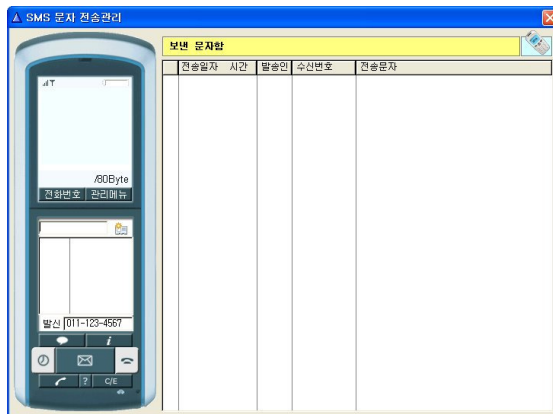 SMS 문자 전송관리
보낸 문자함
전송일자 시간 발송인 수신번호 전송문자
/80Byte
전화번호 관리메뉴
발신 011-123-4567
i
? C/E